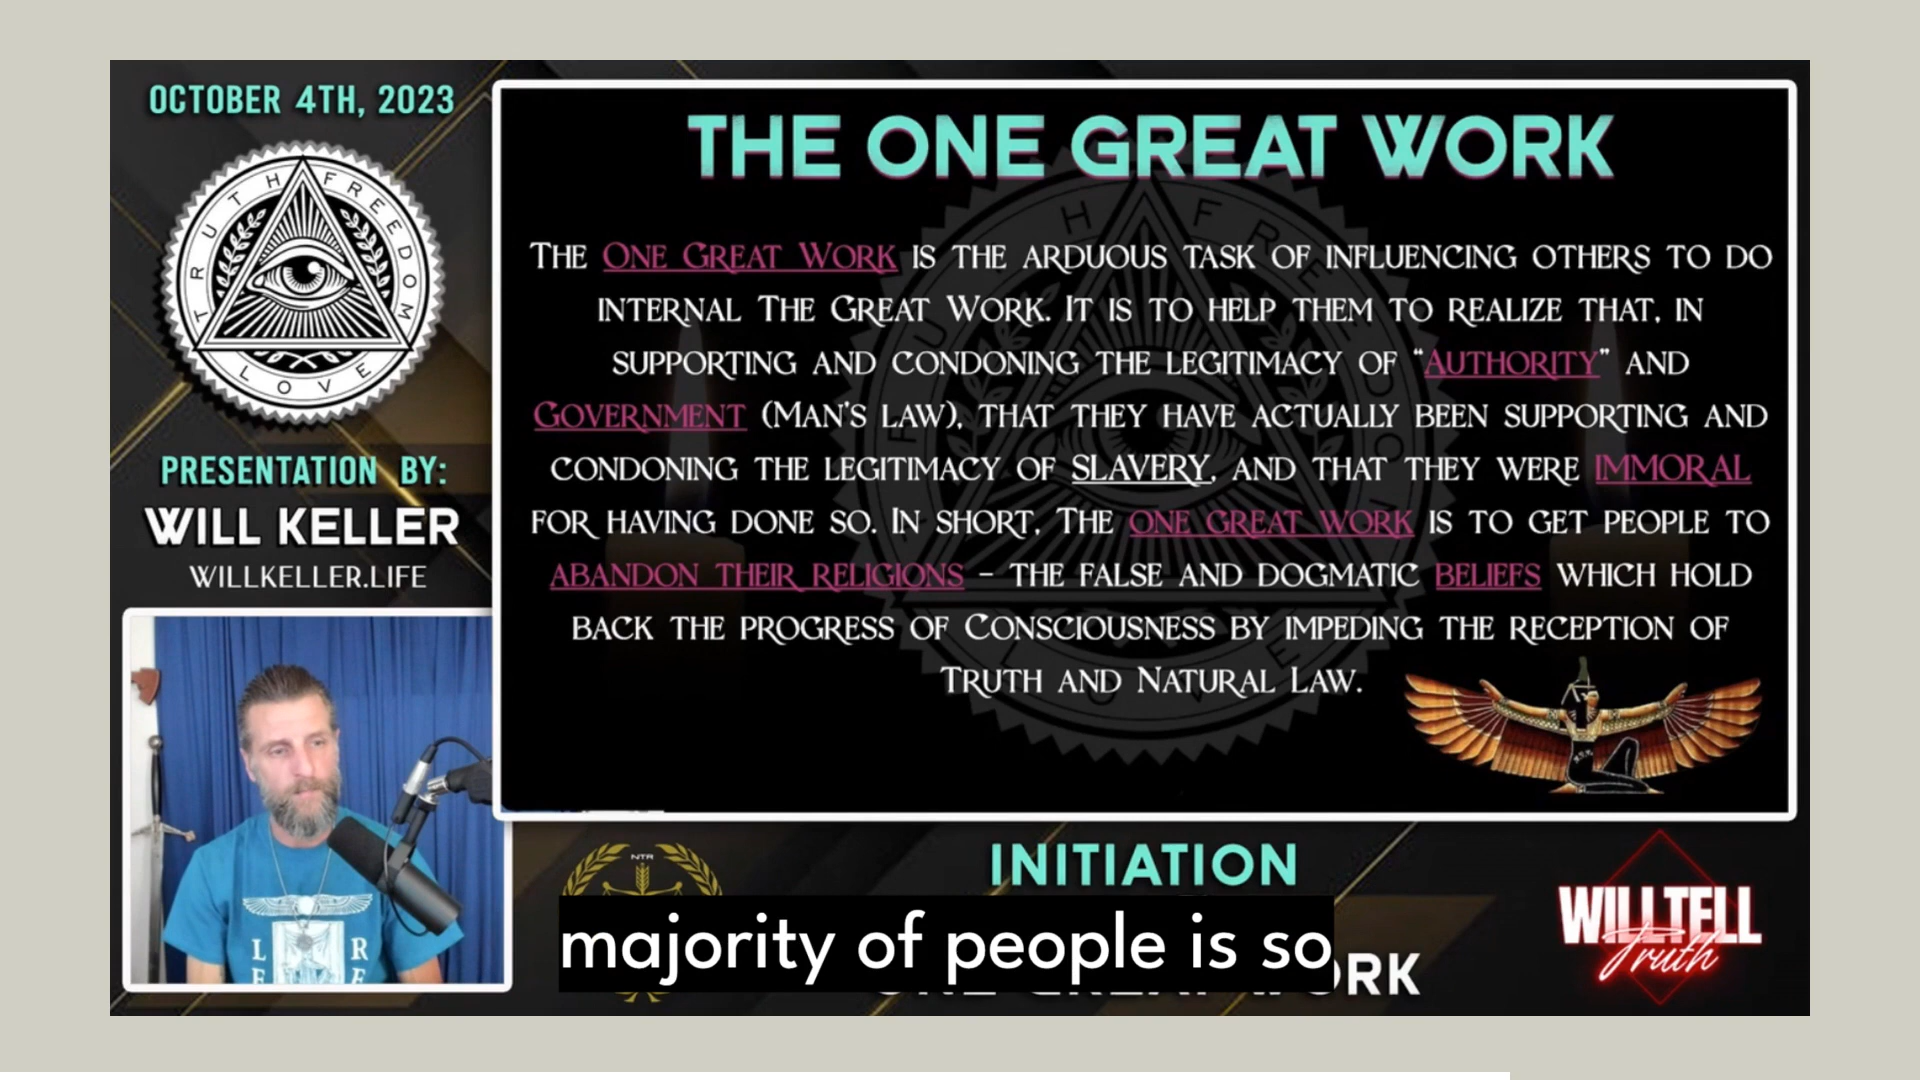 OCTOBER 4TH, 2023
TRUTH FREEDOM
LOVE
PRESENTATION BY:
WILL KELLER
WILLKELLER.LIFE
THE ONE GREAT WORK
THE ONE GREAT WORK IS THE ARDUOUS TASK OF INFLUENCING OTHERS TO DO
INTERNAL THE GREAT WORK. IT IS TO HELP THEM TO REALIZE THAT, IN
SUPPORTING AND CONDONING THE LEGITIMACY OF “AUTHORITY” AND
GOVERNMENT (MAN'S LAW), THAT THEY HAVE ACTUALLY BEEN SUPPORTING AND
CONDONING THE LEGITIMACY OF SLAVERY, AND THAT THEY WERE IMMORAL
FOR HAVING DONE SO. IN SHORT, THE ONE GREAT WORK IS TO GET PEOPLE TO
ABANDON THEIR RELIGIONS – THE FALSE AND DOGMATIC BELIEFS WHICH HOLD
BACK THE PROGRESS OF CONSCIOUSNESS BY IMPEDING THE RECEPTION OF
TRUTH AND NATURAL LAW.
L R
E F
NTR
INITIATION
majority of people is so
WILLTELL
Truth